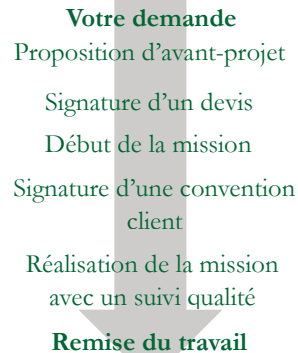 Votre demande
Proposition d’avant-projet
Signature d’un devis
Début de la mission
Signature d’une convention
client
Réalisation de la mission
avec un suivi qualité
Remise du travail